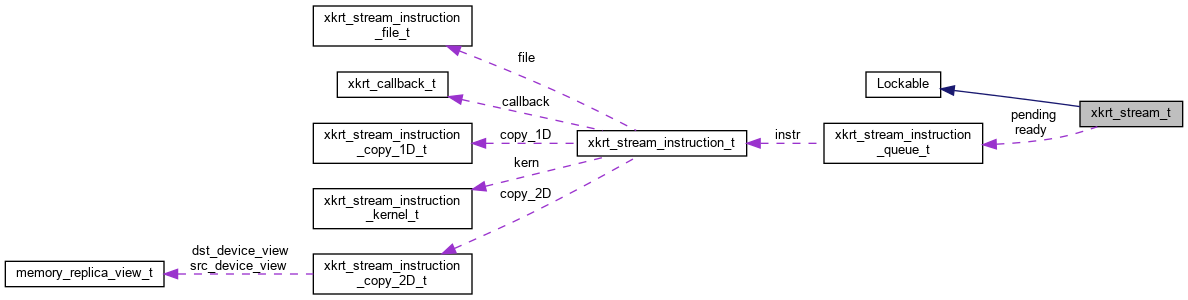 xkrt_stream_instruction
_file_t
file
xkrt_callback_t
callback
Lockable
xkrt_stream_t
pending
ready
xkrt_stream_instruction
_copy_1D_t
copy_1D
xkrt_stream_instruction_t
instr
xkrt_stream_instruction
_queue_t
kern
xkrt_stream_instruction
_kernel_t
copy_2D
dst_device_view
src_device_view
memory_replica_view_t
xkrt_stream_instruction
_copy_2D_t